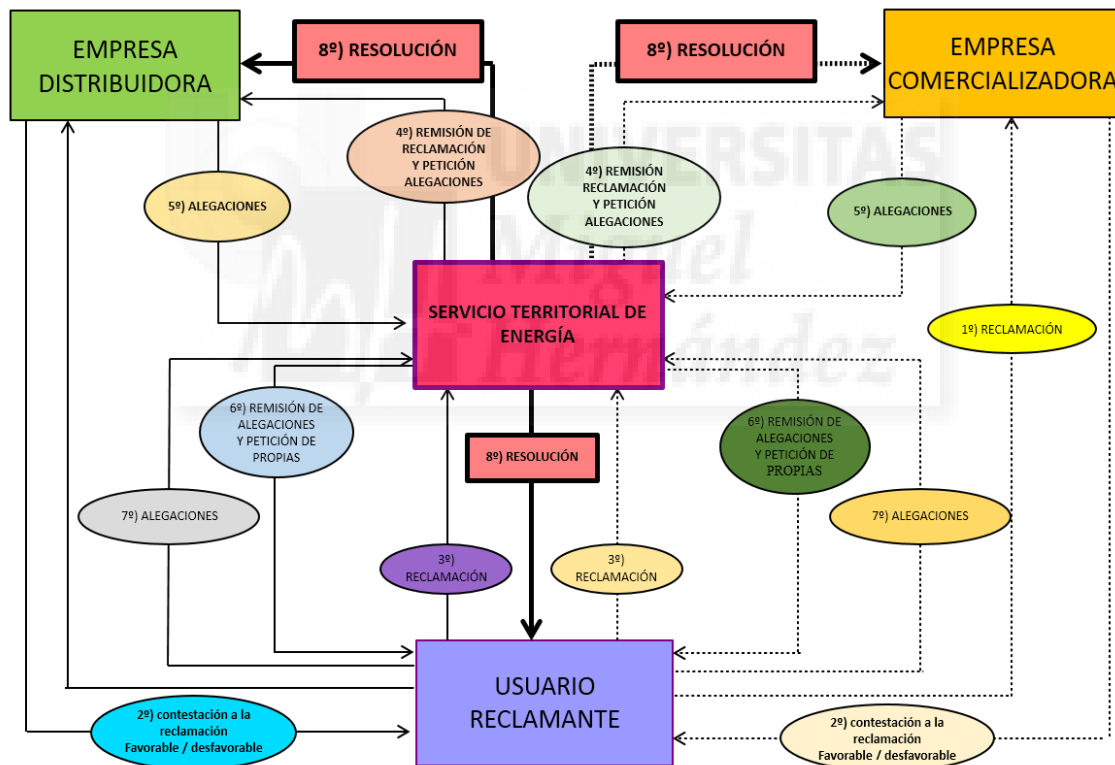 EMPRESA
DISTRIBUIDORA
8º) RESOLUCIÓN
8º) RESOLUCIÓN
EMPRESA
COMERCIALIZADORA
4º) REMISIÓN DE
RECLAMACIÓN
Y PETICIÓN
ALEGACIONES
4º) REMISIÓN
RECLAMACIÓN
Y PETICIÓN
ALEGACIONES
5º) ALEGACIONES
5º) ALEGACIONES
UNIVERSITAS
Miguel
Hernández
SERVICIO TERRITORIAL DE
ENERGÍA
1º) RECLAMACIÓN
6º) REMISIÓN DE
ALEGACIONES
Y PETICIÓN DE
PROPIAS
8º) RESOLUCIÓN
6º) REMISIÓN DE
ALEGACIONES
Y PETICIÓN DE
PROPIAS
7º) ALEGACIONES
7º) ALEGACIONES
3º)
RECLAMACIÓN
3º)
RECLAMACIÓN
USUARIO
RECLAMANTE
2º) contestación a la
reclamación
Favorable / desfavorable
2º) contestación a la
reclamación
Favorable / desfavorable